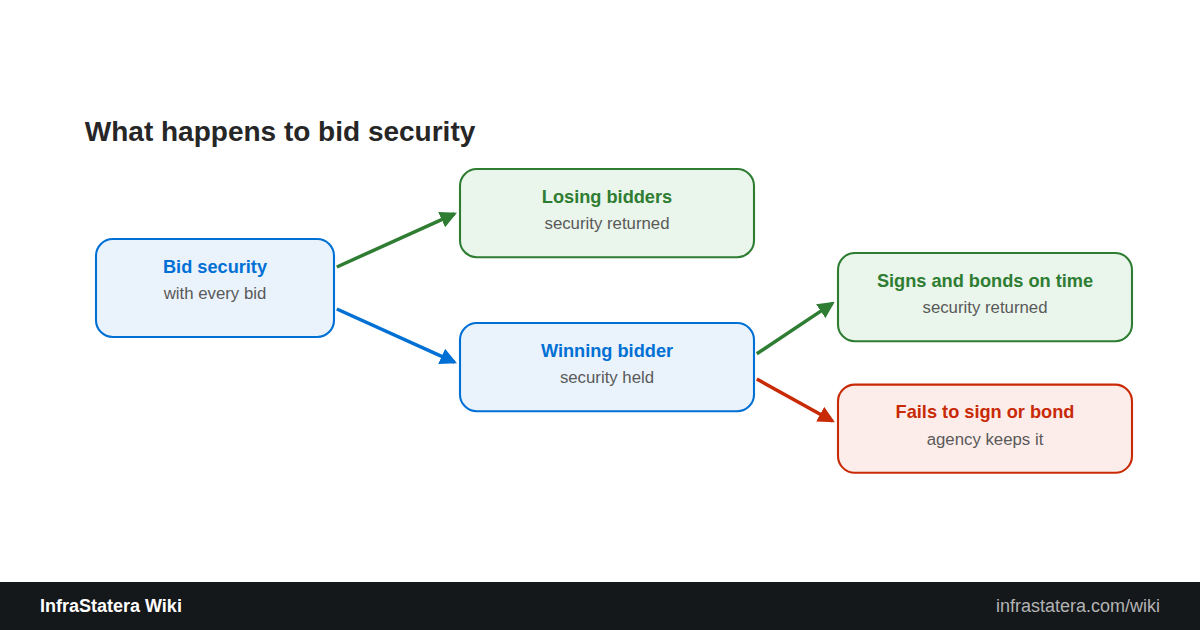 What happens to bid security
Bid security
with every bid
Losing bidders
security returned
Winning bidder
security held
Signs and bonds on time
security returned
Fails to sign or bond
agency keeps it
InfraStatera Wiki
infrastatera.com/wiki